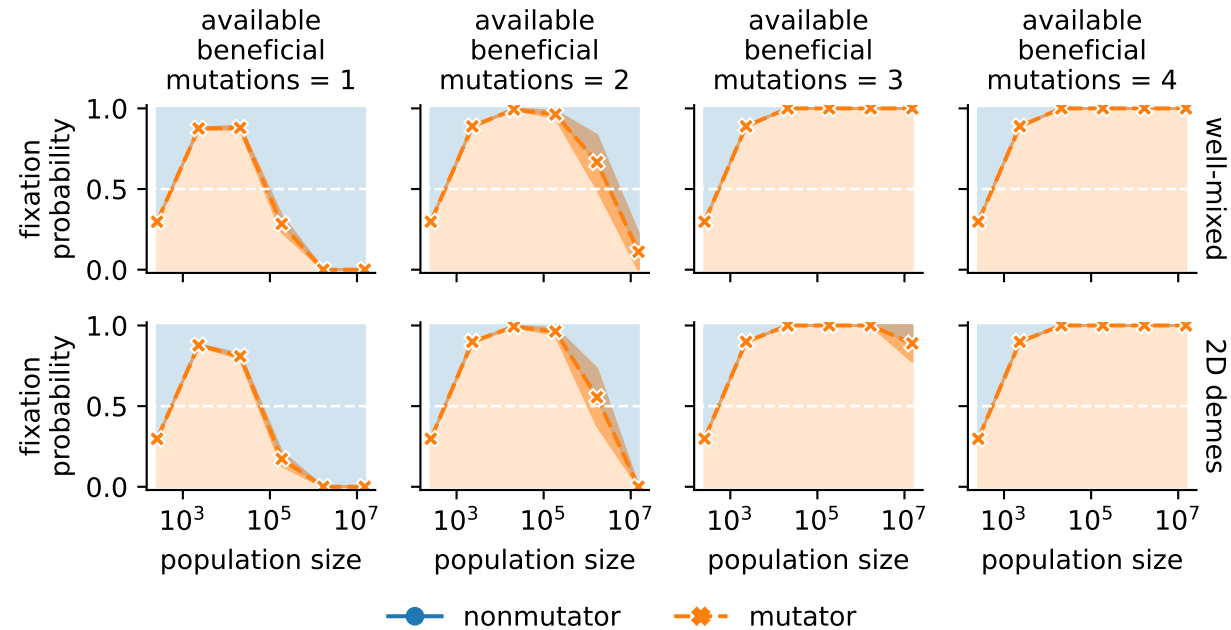 available
beneficial
mutations = 1
available
beneficial
mutations = 2
available
beneficial
mutations = 3
available
beneficial
mutations = 4
fixation
probability
1.0
0.5
0.0
well-mixed
fixation
probability
1.0
0.5
0.0
2D demes
10³ 10⁵ 10⁷
10³ 10⁵ 10⁷
10³ 10⁵ 10⁷
10³ 10⁵ 10⁷
population size
population size
population size
population size
nonmutator
mutator